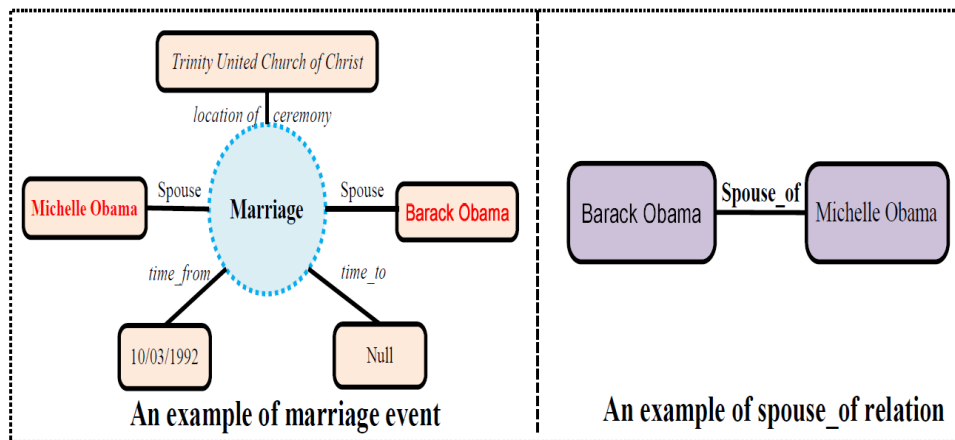 Trinity United Church of Christ
location of ceremony
Michelle Obama
Spouse
Marriage
Spouse
Barack Obama
time_from
time_to
10/03/1992
Null
An example of marriage event
Barack Obama
Spouse_of
Michelle Obama
An example of spouse_of relation